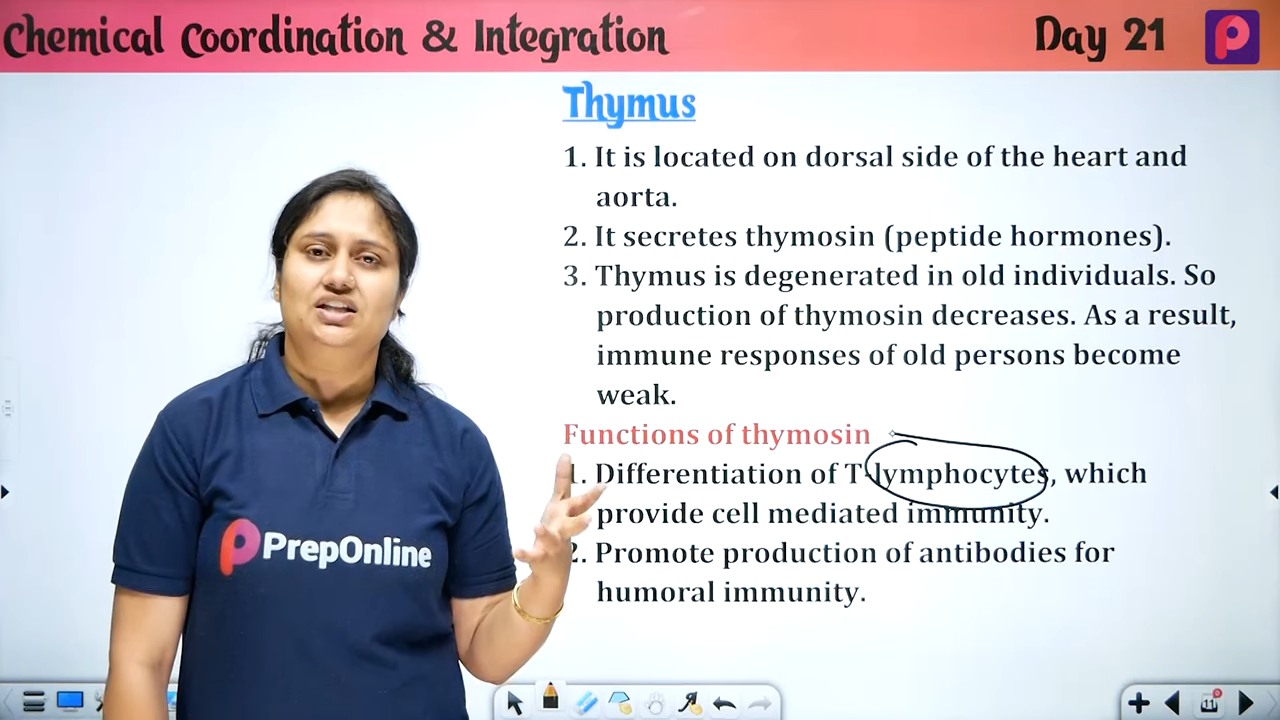 Chemical Coordination & Integration
Day 21
Thymus
1. It is located on dorsal side of the heart and
aorta.
2. It secretes thymosin (peptide hormones).
3. Thymus is degenerated in old individuals. So
production of thymosin decreases. As a result,
immune responses of old persons become
weak.
Functions of thymosin
1. Differentiation of T-lymphocytes, which
provide cell mediated immunity.
2. Promote production of antibodies for
humoral immunity.
PrepOnline
11